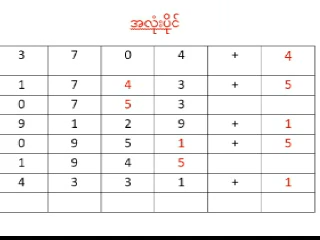 အလုံးပိုင်
3 7 0 4 + 4
1 7 4 3 + 5
0 7 5 3
9 1 2 9 + 1
0 9 5 1 + 5
1 9 4 5
4 3 3 1 + 1